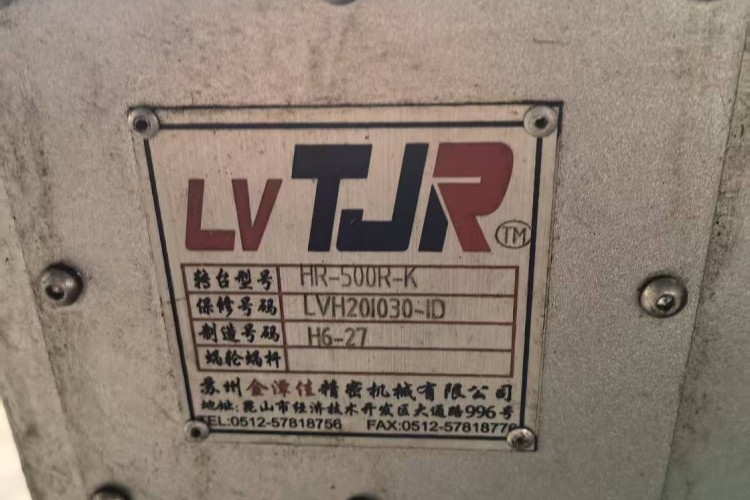 LV TJR TM
转台型号 HR-500R-K
保修号码 LVH201030-1D
制造号码 H6-27
蜗轮蜗杆
苏州金潭佳精密机械有限公司
地址:昆山市经济技术开发区大通路996号
TEL:0512-57818756 FAX:0512-57818779